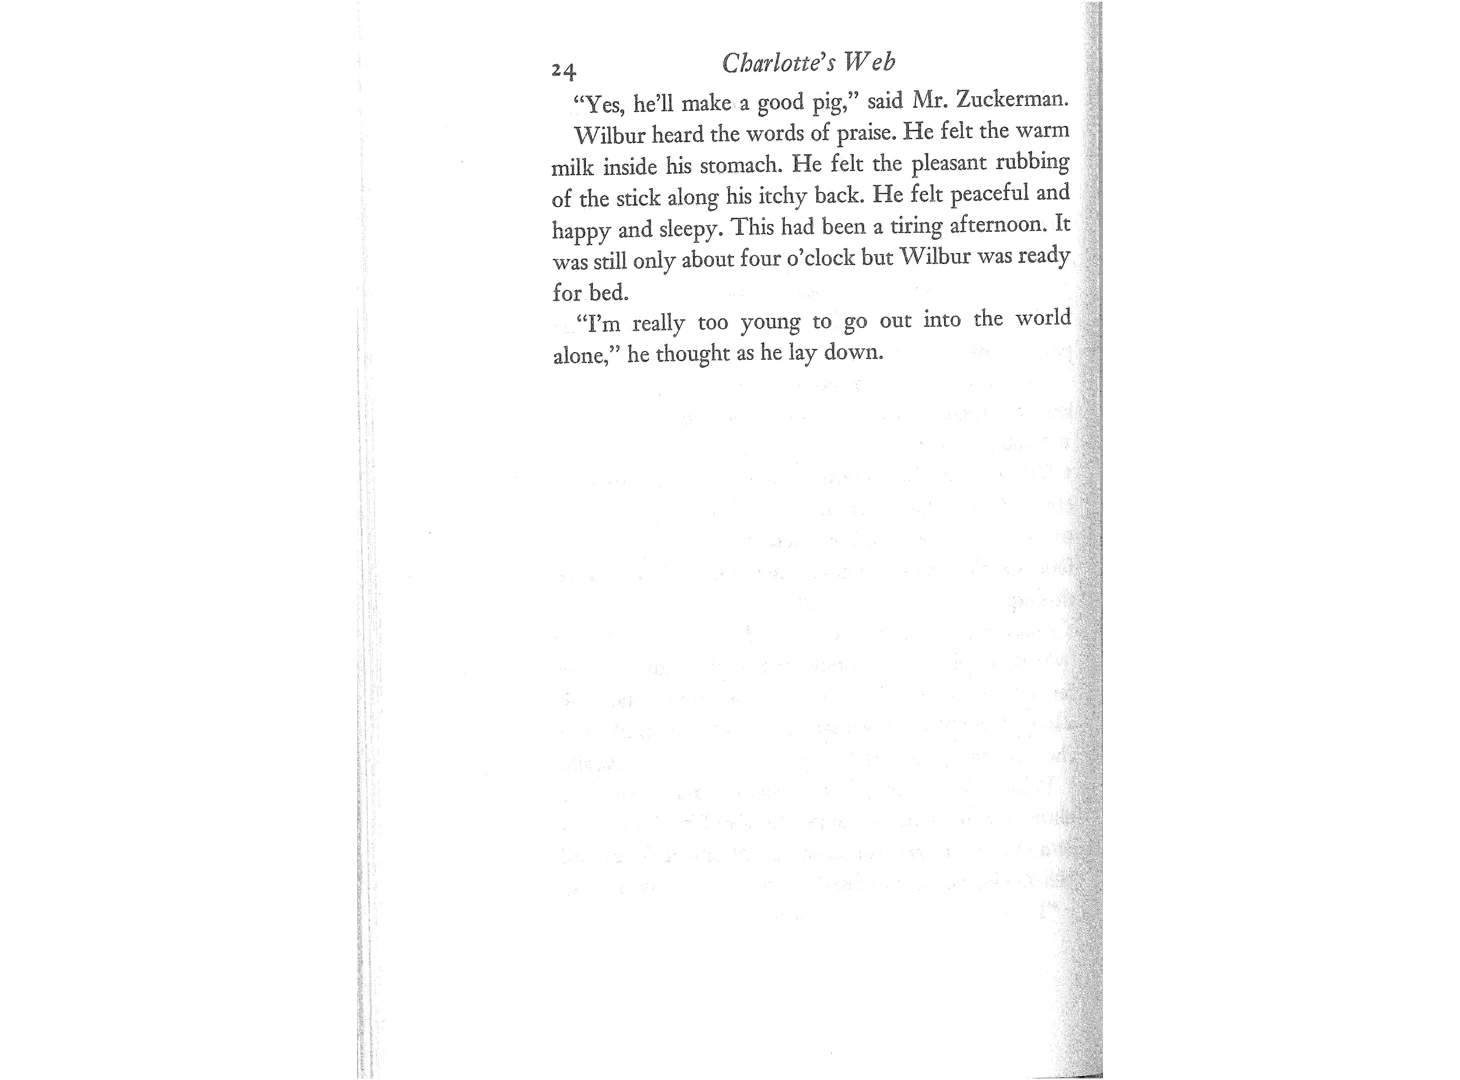 24 Charlotte's Web
“Yes, he’ll make a good pig,” said Mr. Zuckerman.
Wilbur heard the words of praise. He felt the warm
milk inside his stomach. He felt the pleasant rubbing
of the stick along his itchy back. He felt peaceful and
happy and sleepy. This had been a tiring afternoon. It
was still only about four o’clock but Wilbur was ready
for bed.
“I’m really too young to go out into the world
alone,” he thought as he lay down.